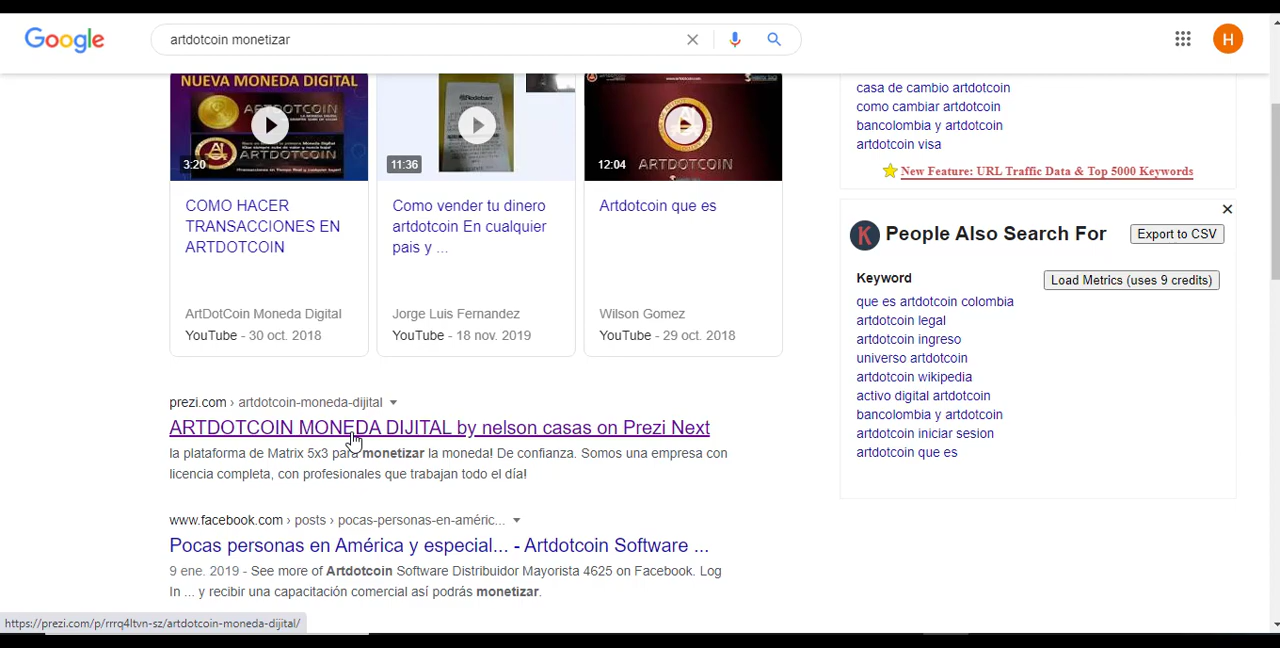 Google
artdotcoin monetizar
H
NUEVA MONEDA DIGITAL
ARTDOTCOIN
ARTDOTCOIN
3:20
11:36
ARTDOTCOIN
12:04
COMO HACER
TRANSACCIONES EN
ARTDOTCOIN
ArtDotCoin Moneda Digital
YouTube - 30 oct. 2018
Como vender tu dinero
artdotcoin En cualquier
pais y ...
Jorge Luis Fernandez
YouTube - 18 nov. 2019
Artdotcoin que es
Wilson Gomez
YouTube - 29 oct. 2018
prezi.com › artdotcoin-moneda-dijital
ARTDOTCOIN MONEDA DIJITAL by nelson casas on Prezi Next
la plataforma de Matrix 5x3 para monetizar la moneda! De confianza. Somos una empresa con
licencia completa, con profesionales que trabajan todo el día!
www.facebook.com › posts › pocas-personas-en-améric...
Pocas personas en América y especial... - Artdotcoin Software ...
9 ene. 2019 - See more of Artdotcoin Software Distribuidor Mayorista 4625 on Facebook. Log
In ... y recibir una capacitación comercial así podrás monetizar.
casa de cambio artdotcoin
como cambiar artdotcoin
bancolombia y artdotcoin
artdotcoin visa
New Feature: URL Traffic Data & Top 5000 Keywords
K People Also Search For
Export to CSV
Keyword
Load Metrics (uses 9 credits)
que es artdotcoin colombia
artdotcoin legal
artdotcoin ingreso
universo artdotcoin
artdotcoin wikipedia
activo digital artdotcoin
bancolombia y artdotcoin
artdotcoin iniciar sesion
artdotcoin que es
https://prezi.com/p/rrrq4ltvn-sz/artdotcoin-moneda-dijital/